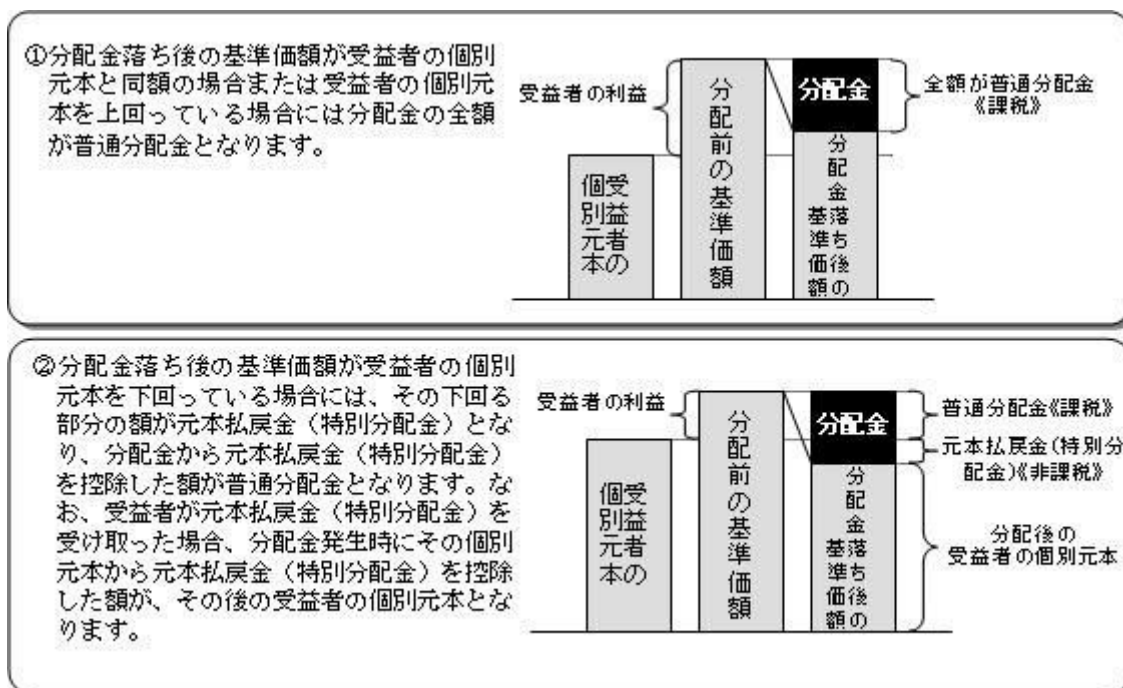 ①分配金落ち後の基準価額が受益者の個別
元本と同額の場合または受益者の個別元
本を上回っている場合には分配金の全額
が普通分配金となります。
受益者の利益
受益者の
個別元本
分配前の基準価額
分配金
分配金落ち後の
基準価額
全額が普通分配金
《課税》
②分配金落ち後の基準価額が受益者の個別
元本を下回っている場合には、その下回る
部分の額が元本払戻金（特別分配金）とな
り、分配金から元本払戻金（特別分配金）
を控除した額が普通分配金となります。な
お、受益者が元本払戻金（特別分配金）を
受け取った場合、分配金発生時にその個別
元本から元本払戻金（特別分配金）を控除
した額が、その後の受益者の個別元本とな
ります。
受益者の利益
受益者の
個別元本
分配前の基準価額
分配金
分配金落ち後の
基準価額
普通分配金《課税》
元本払戻金(特別分
配金)《非課税》
分配後の
受益者の個別元本